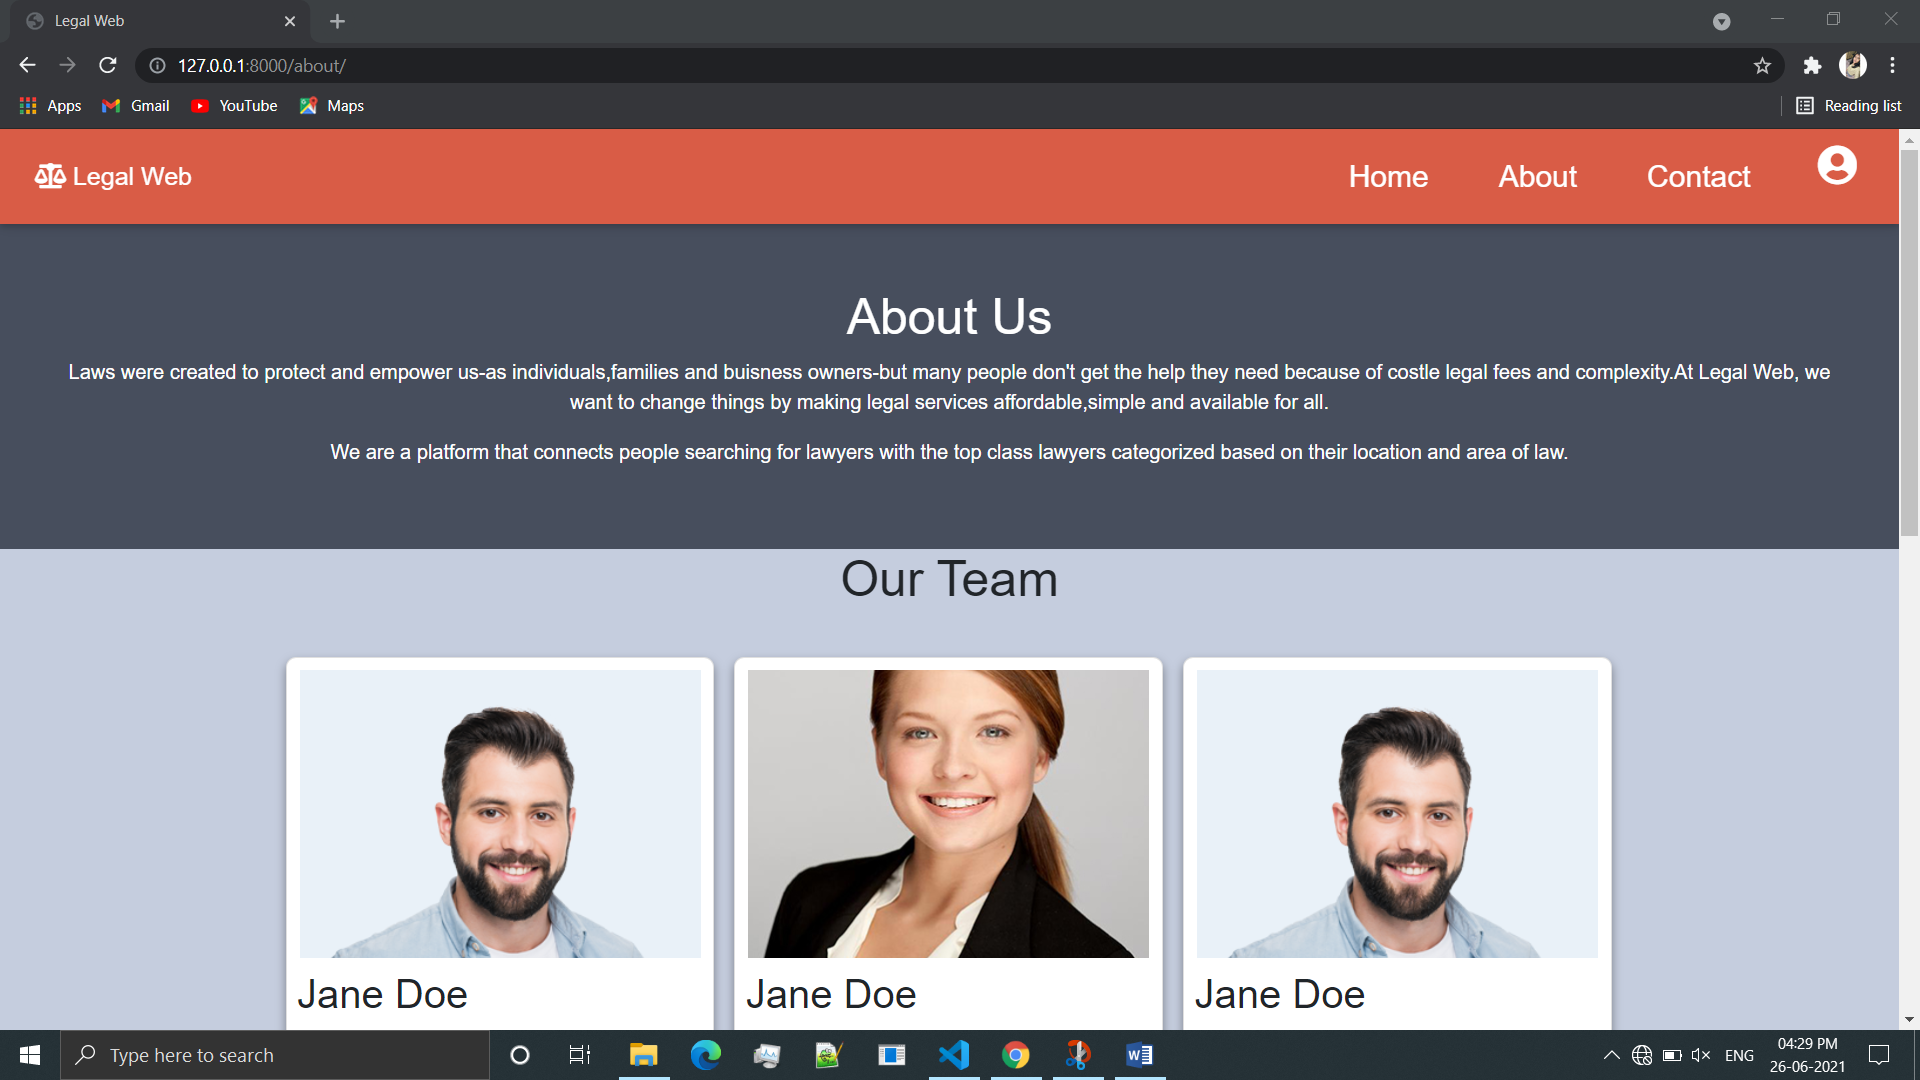 Legal Web
127.0.0.1:8000/about/
Apps Gmail YouTube Maps Reading list
Legal Web Home About Contact
About Us
Laws were created to protect and empower us-as individuals,families and buisness owners-but many people don't get the help they need because of costle legal fees and complexity.At Legal Web, we
want to change things by making legal services affordable,simple and available for all.
We are a platform that connects people searching for lawyers with the top class lawyers categorized based on their location and area of law.
Our Team
Jane Doe Jane Doe Jane Doe
Type here to search
ENG
04:29 PM
26-06-2021